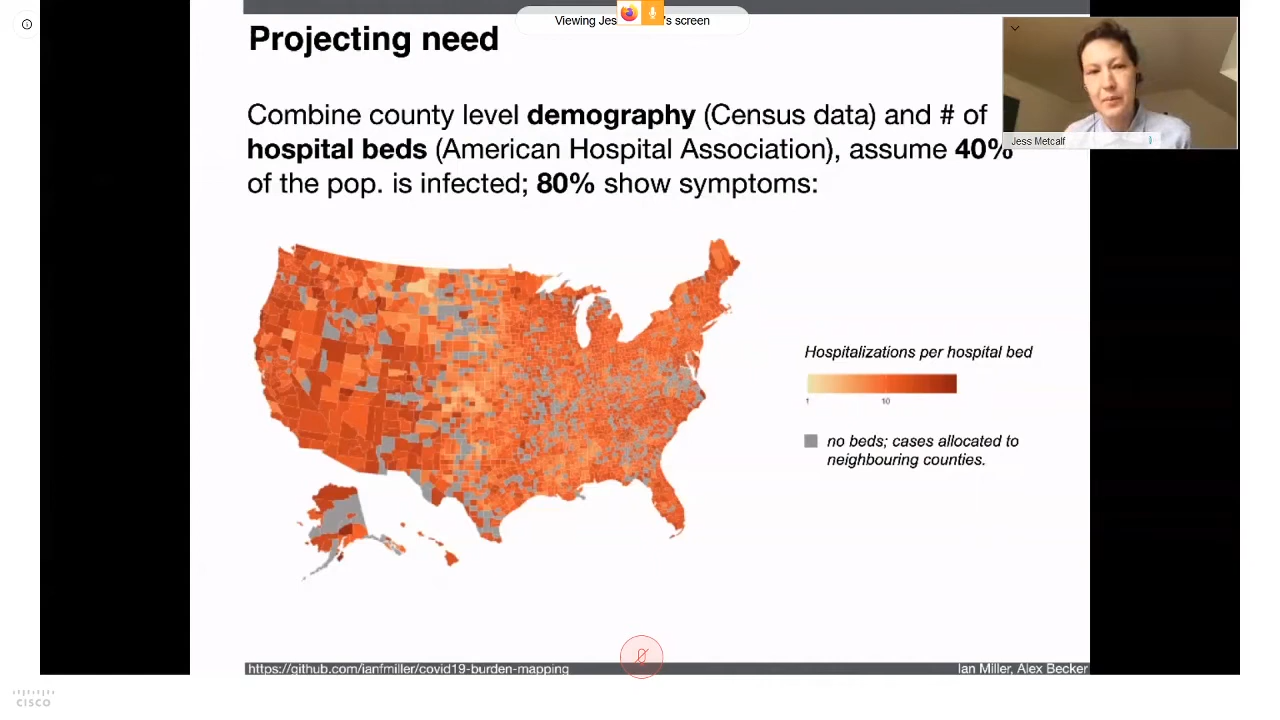 Viewing Jes 's screen
Projecting need
Combine county level demography (Census data) and # of
hospital beds (American Hospital Association), assume 40%
of the pop. is infected; 80% show symptoms:
Jess Metcalf
Hospitalizations per hospital bed
1 10
no beds; cases allocated to
neighbouring counties.
https://github.com/ianfmiller/covid19-burden-mapping Ian Miller, Alex Becker
CISCO